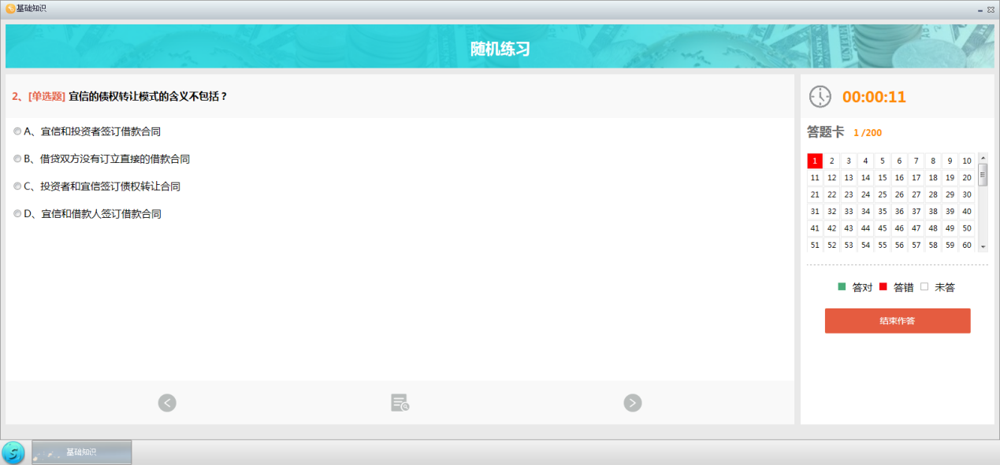 基础知识
随机练习
2、[单选题] 宜信的债权转让模式的含义不包括？
A、宜信和投资者签订借款合同
B、借贷双方没有订立直接的借款合同
C、投资者和宜信签订债权转让合同
D、宜信和借款人签订借款合同
00:00:11
答题卡 1 /200
1 2 3 4 5 6 7 8 9 10
11 12 13 14 15 16 17 18 19 20
21 22 23 24 25 26 27 28 29 30
31 32 33 34 35 36 37 38 39 40
41 42 43 44 45 46 47 48 49 50
51 52 53 54 55 56 57 58 59 60
答对 答错 未答
结束作答
基础知识